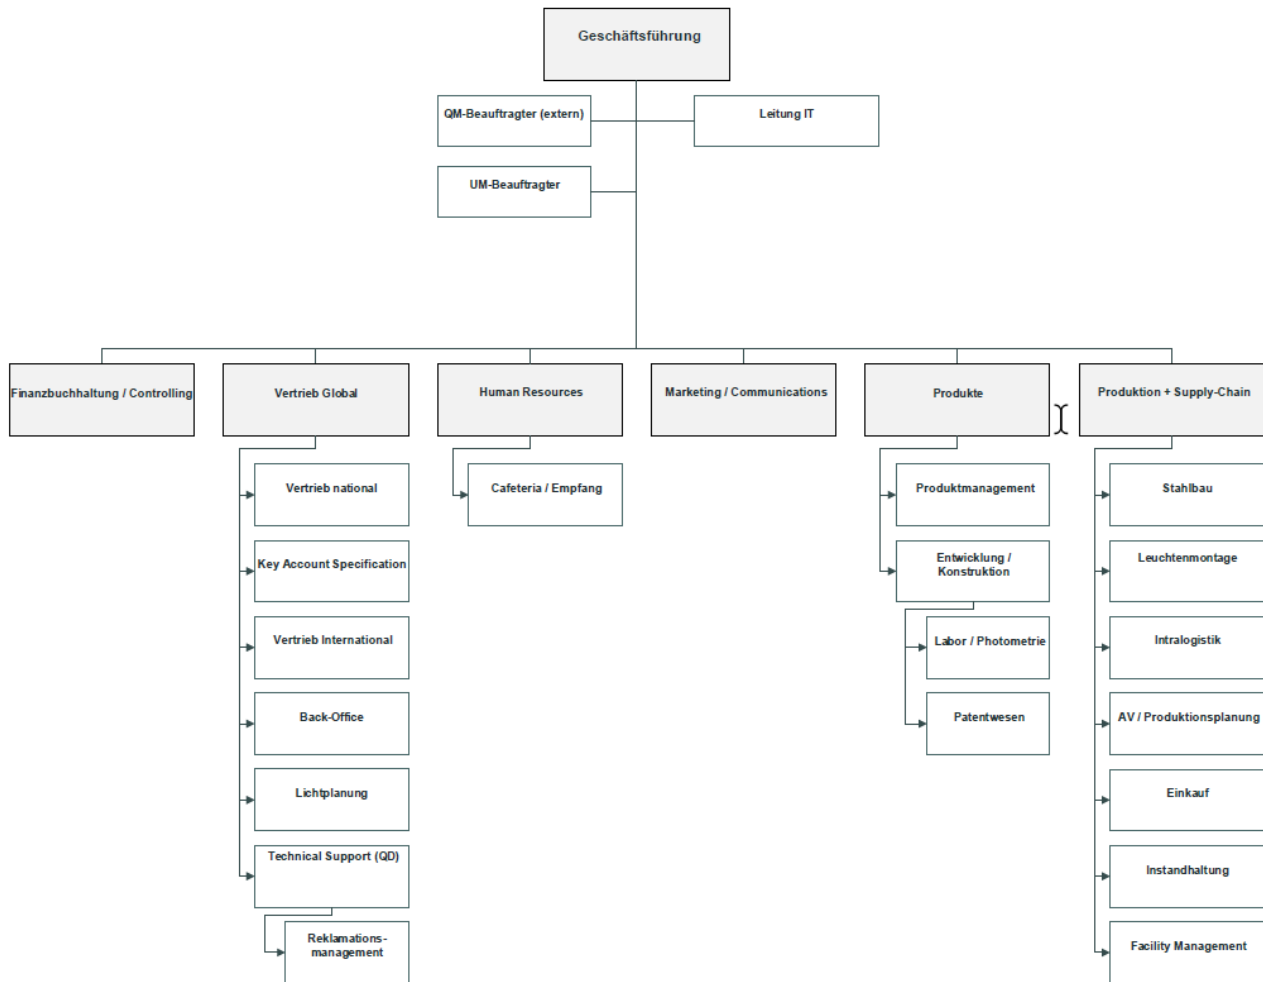 Geschäftsführung
QM-Beauftragter (extern)
Leitung IT
UM-Beauftragter
Finanzbuchhaltung / Controlling
Vertrieb Global
Human Resources
Marketing / Communications
Produkte
Produktion + Supply-Chain
Vertrieb national
Cafeteria / Empfang
Produktmanagement
Stahlbau
Key Account Specification
Entwicklung /
Konstruktion
Leuchtenmontage
Vertrieb International
Labor / Photometrie
Intralogistik
Back-Office
Patentwesen
AV / Produktionsplanung
Lichtplanung
Einkauf
Technical Support (QD)
Instandhaltung
Reklamations-
management
Facility Management